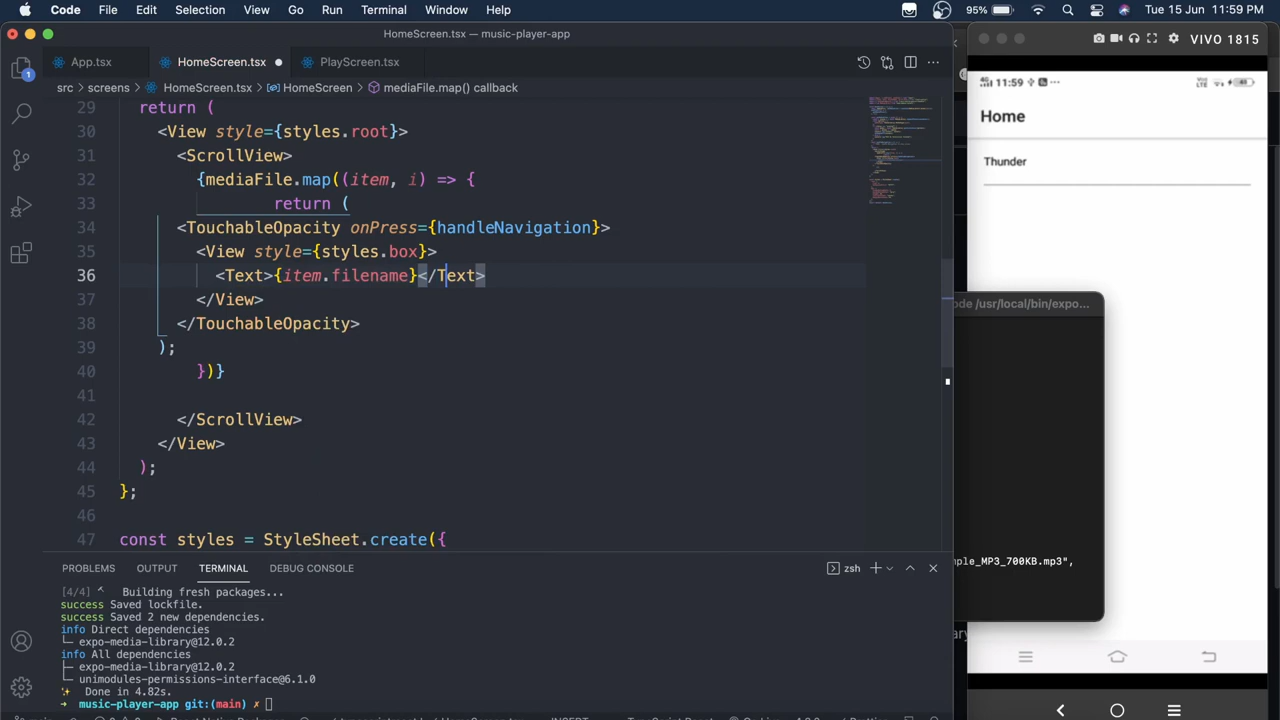 Code File Edit Selection View Go Run Terminal Window Help 95% Tue 15 Jun 11:59 PM
HomeScreen.tsx — music-player-app
VIVO 1815
App.tsx HomeScreen.tsx PlayScreen.tsx
src › screens › HomeScreen.tsx › HomeScreen › mediaFile.map() callback
29 return (
30 <View style={styles.root}>
31 <ScrollView>
32 {mediaFile.map((item, i) => {
33 return (
34 <TouchableOpacity onPress={handleNavigation}>
35 <View style={styles.box}>
36 <Text>{item.filename}</Text>
37 </View>
38 </TouchableOpacity>
39 );
40 })}
41
42 </ScrollView>
43 </View>
44 );
45 };
46
47 const styles = StyleSheet.create({
11:59
Home
Thunder
ode /usr/local/bin/expo...
mple_MP3_700KB.mp3",
PROBLEMS OUTPUT TERMINAL DEBUG CONSOLE zsh
[4/4] Building fresh packages...
success Saved lockfile.
success Saved 2 new dependencies.
info Direct dependencies
└─ expo-media-library@12.0.2
info All dependencies
├─ expo-media-library@12.0.2
└─ unimodules-permissions-interface@6.1.0
✨ Done in 4.82s.
➜ music-player-app git:(main) ✗